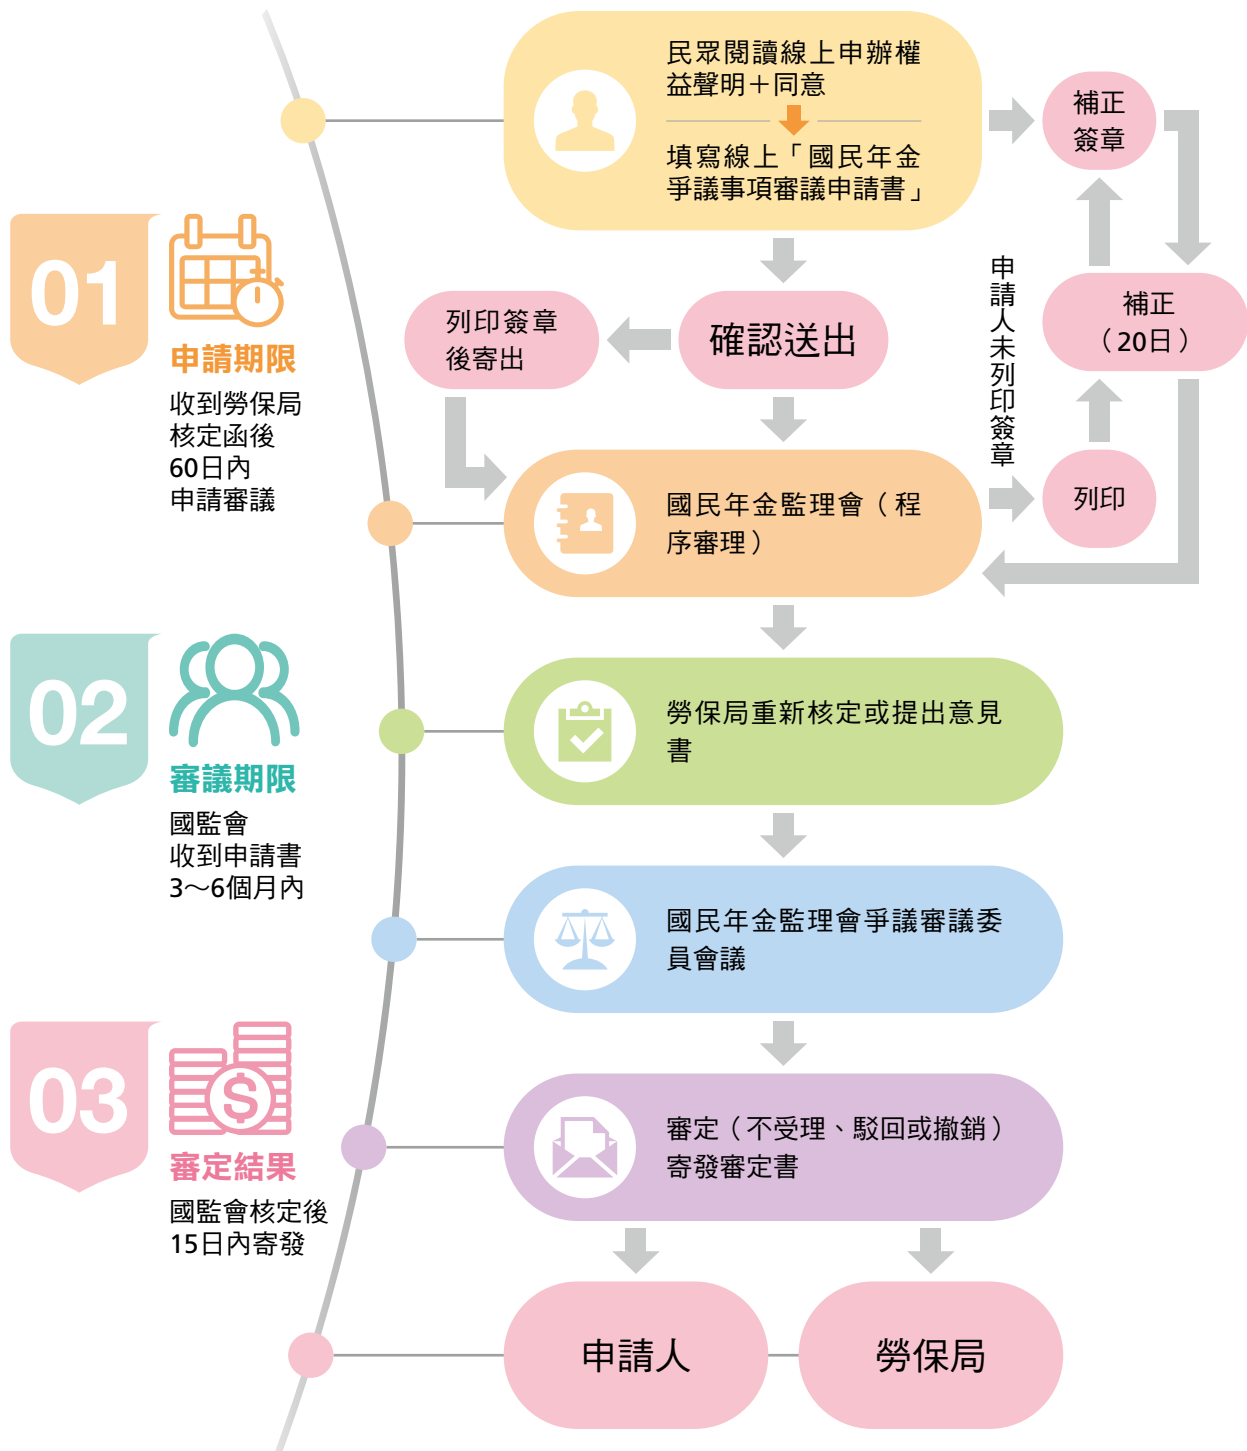 民眾閱讀線上申辦權
益聲明＋同意
填寫線上「國民年金
爭議事項審議申請書」
補正
簽章
01
申請期限
收到勞保局
核定函後
60日內
申請審議
列印簽章
後寄出
確認送出
申請人未列印簽章
補正
（20日）
列印
國民年金監理會（程
序審理）
02
審議期限
國監會
收到申請書
3～6個月內
勞保局重新核定或提出意見
書
國民年金監理會爭議審議委
員會議
03
審定結果
國監會核定後
15日內寄發
審定（不受理、駁回或撤銷）
寄發審定書
申請人
勞保局